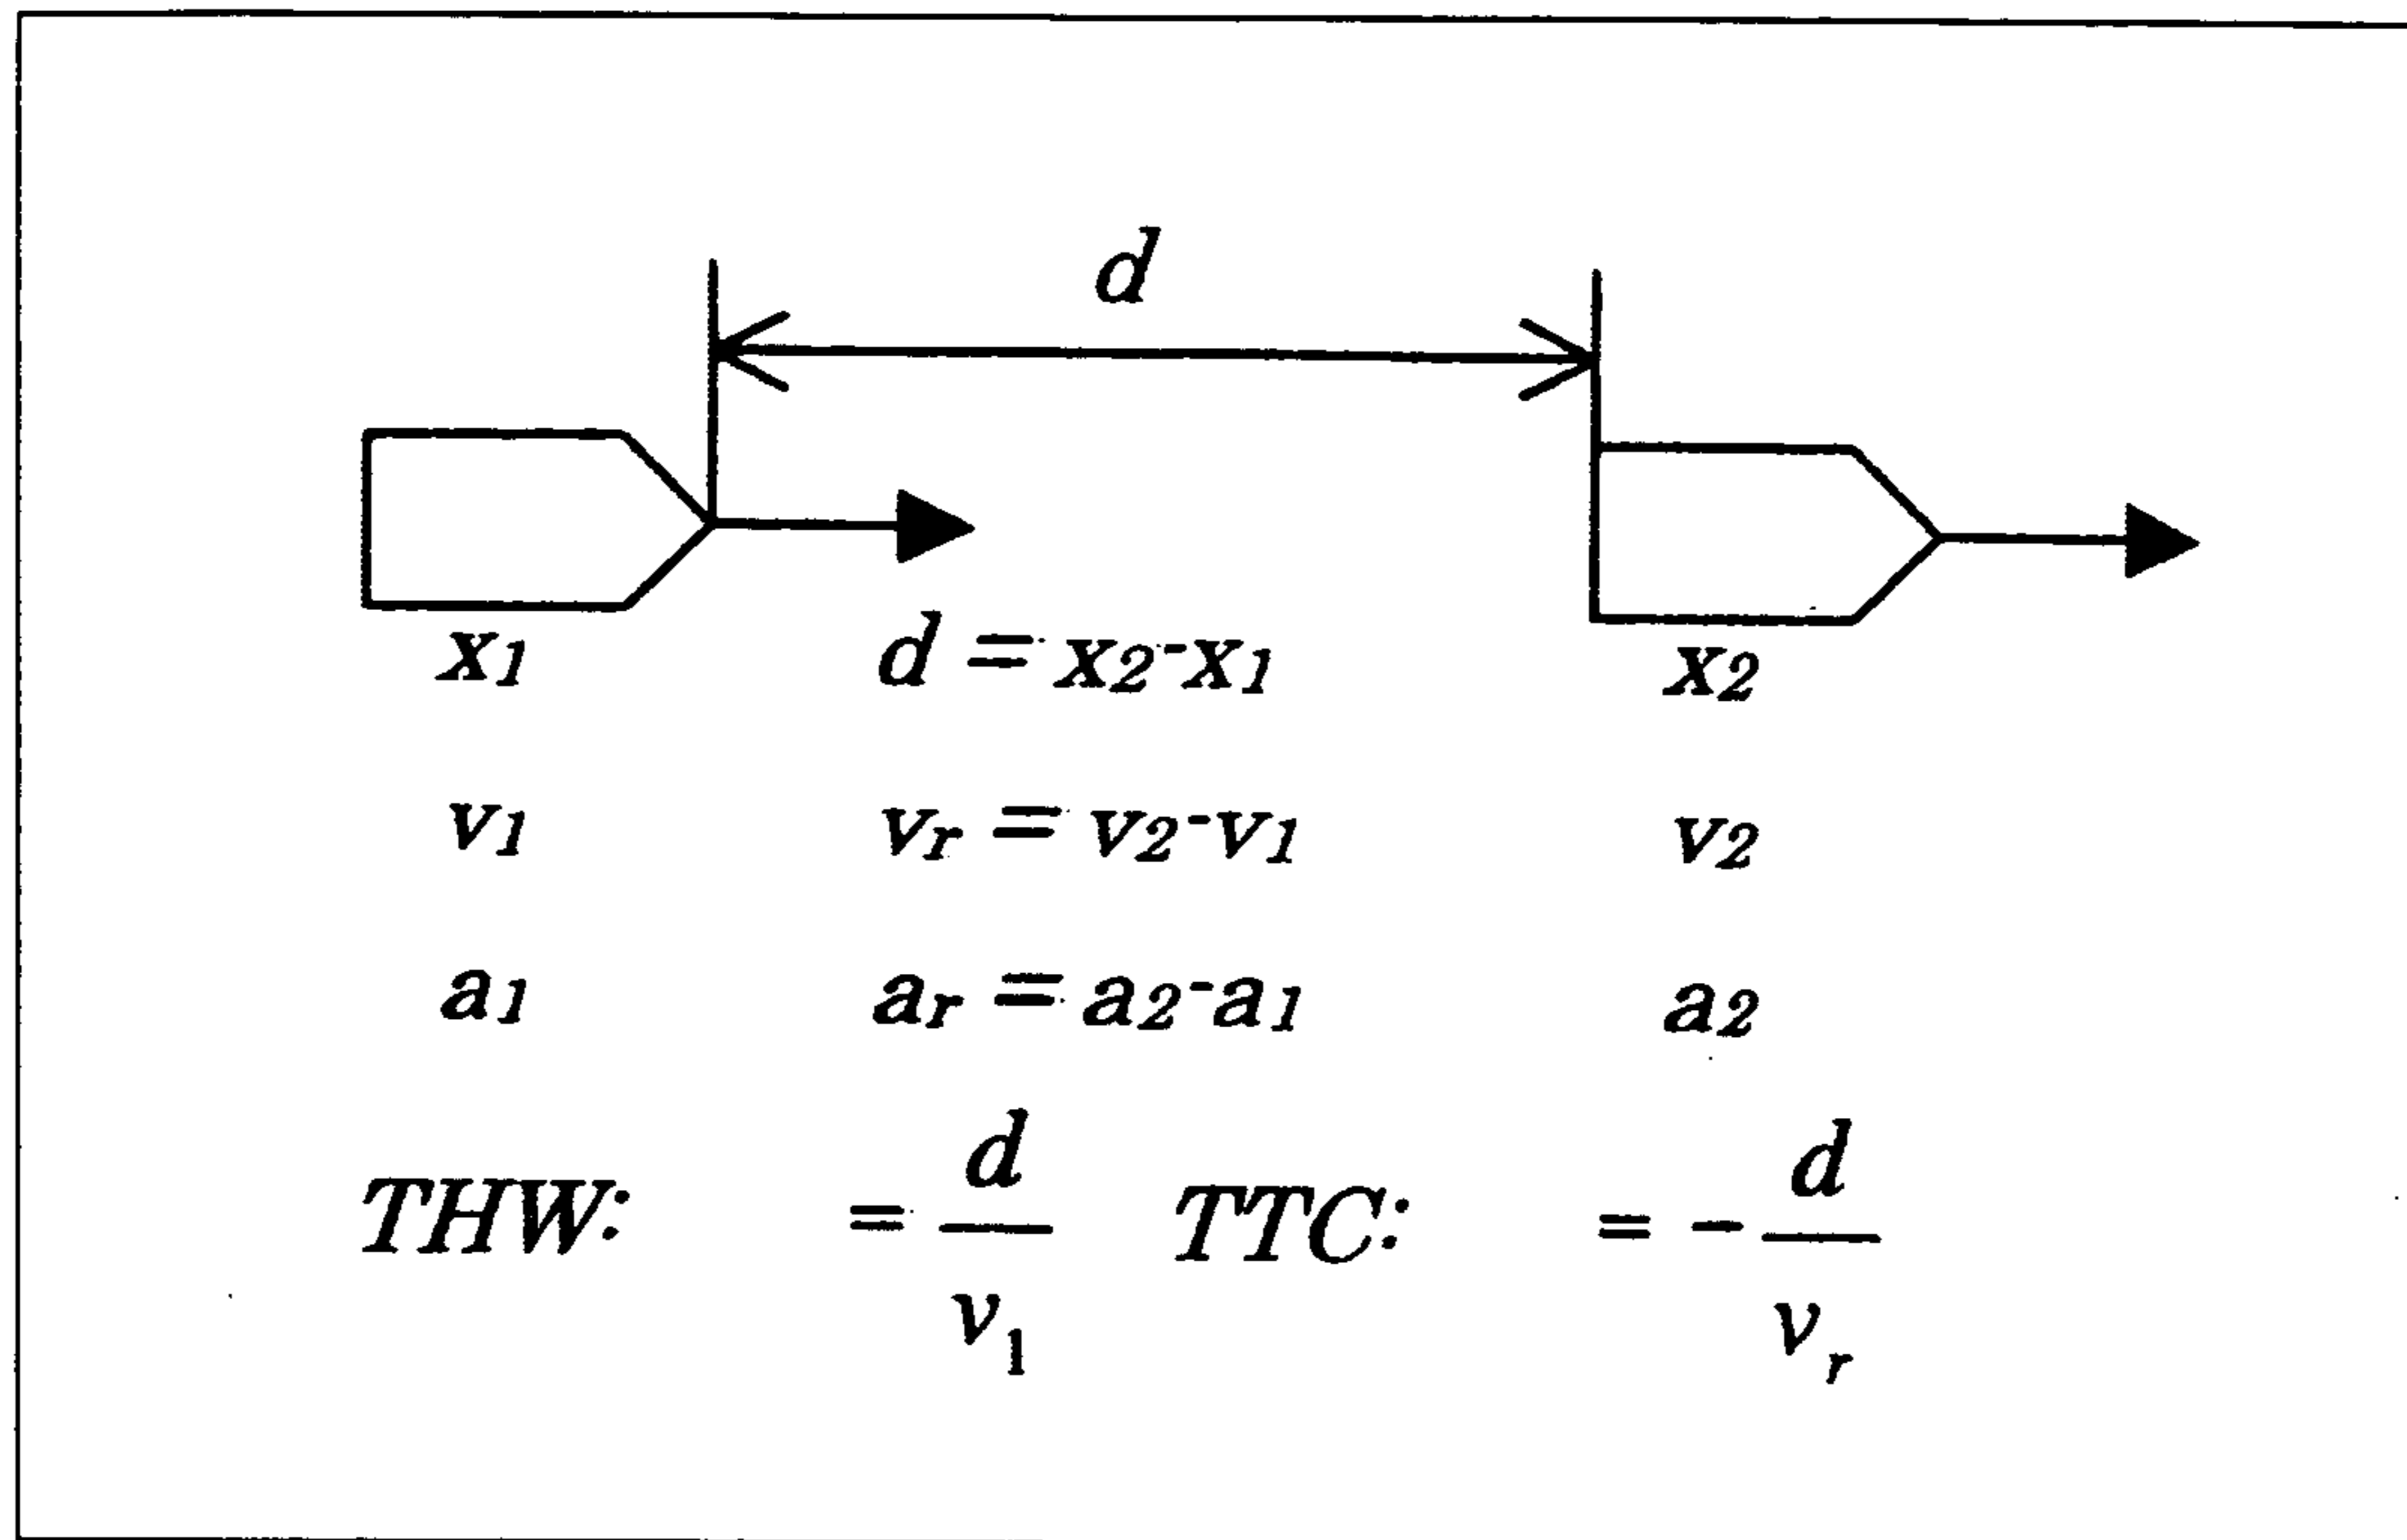 d
x1 d = x2-x1 x2
v1 vr = v2-v1 v2
a1 ar = a2-a1 a2
THW: = d/v1 TTC: = -d/vr